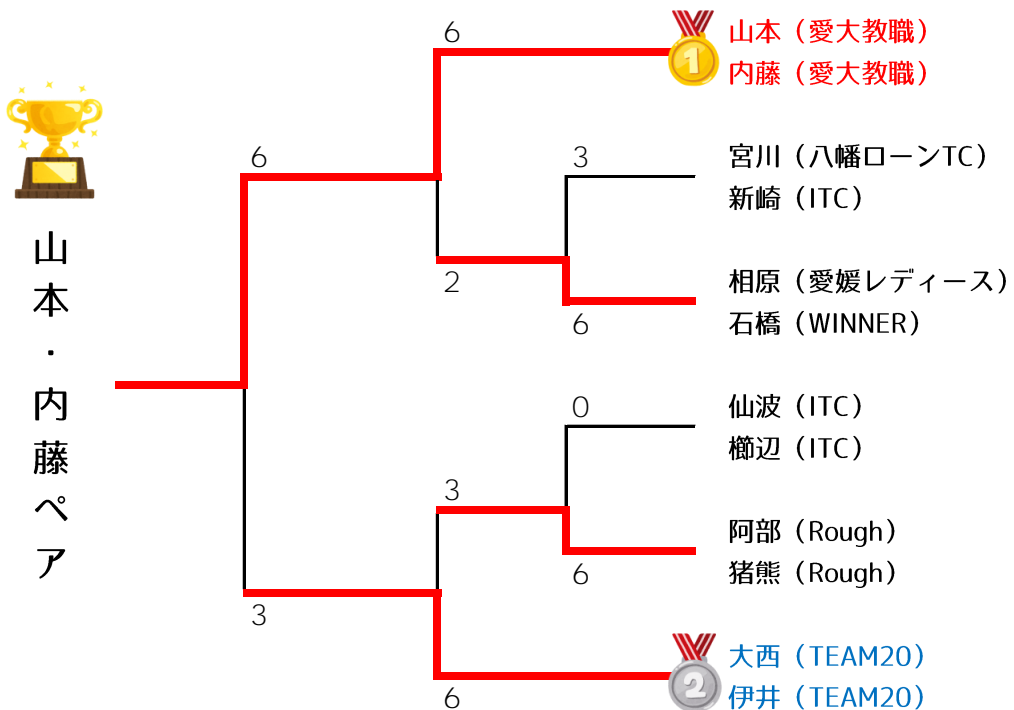 山本・内藤ペア
6
3
6
2
3
6
3
6
0
6
1
山本（愛大教職）
内藤（愛大教職）
宮川（八幡ローンTC）
新崎（ITC）
相原（愛媛レディース）
石橋（WINNER）
仙波（ITC）
櫛辺（ITC）
阿部（Rough）
猪熊（Rough）
2
大西（TEAM20）
伊井（TEAM20）